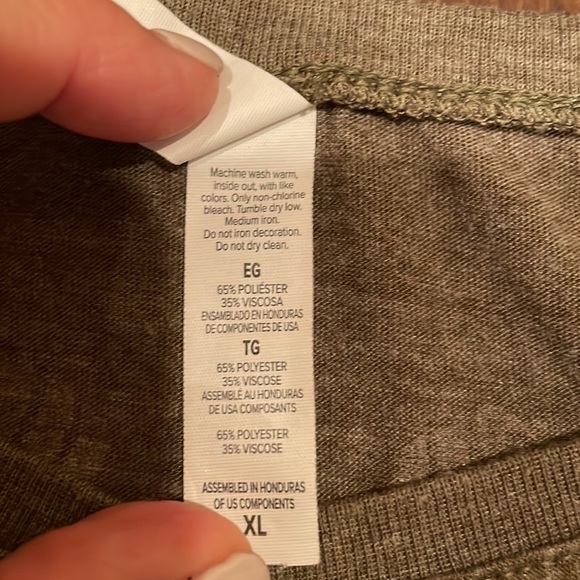 Machine wash warm,
inside out, with like
colors. Only non-chlorine
bleach. Tumble dry low.
Medium iron.
Do not iron decoration.
Do not dry clean.
EG
65% POLIÉSTER
35% VISCOSA
ENSAMBLADO EN HONDURAS
DE COMPONENTES DE USA
TG
65% POLYESTER
35% VISCOSE
ASSEMBLÉ AU HONDURAS
DE USA COMPOSANTS
65% POLYESTER
35% VISCOSE
ASSEMBLED IN HONDURAS
OF US COMPONENTS
XL